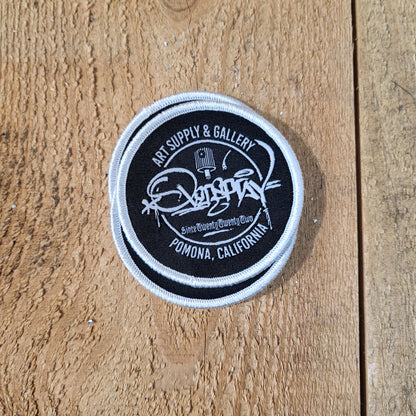 ART SUPPLY & GALLERY
Since Twenty Twenty Two
POMONA, CALIFORNIA